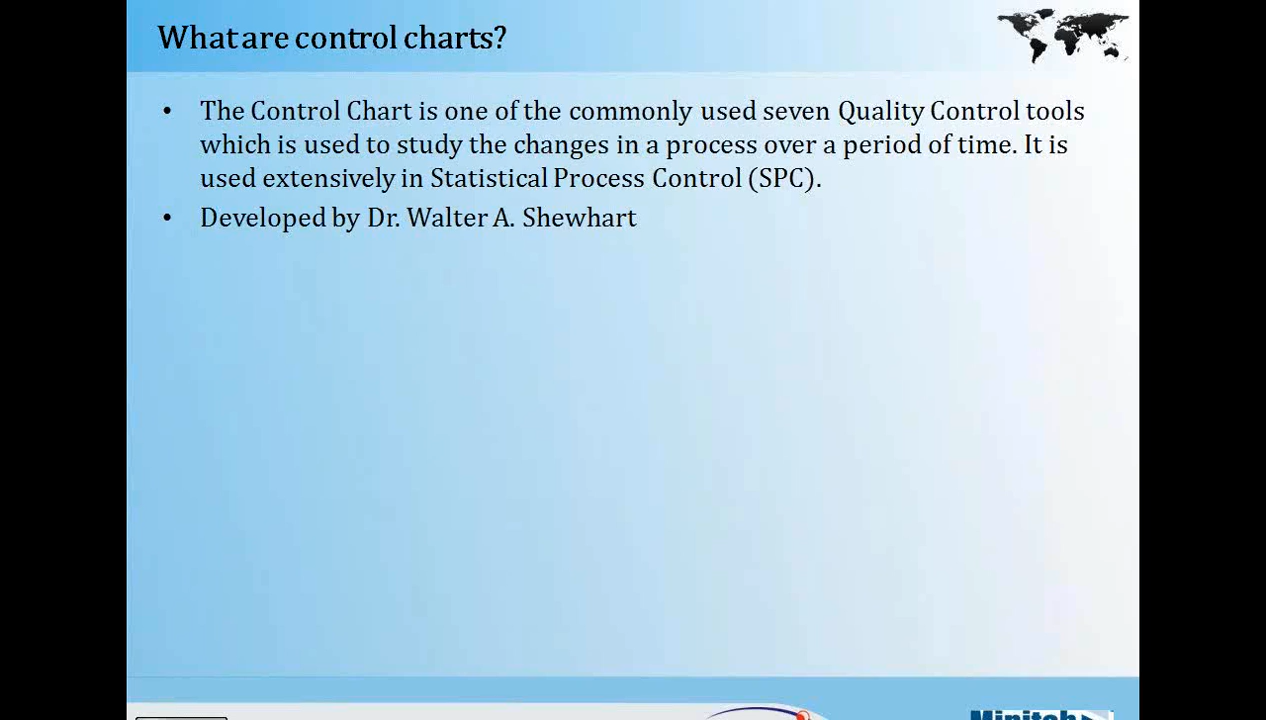 What are control charts?
• The Control Chart is one of the commonly used seven Quality Control tools
which is used to study the changes in a process over a period of time. It is
used extensively in Statistical Process Control (SPC).
• Developed by Dr. Walter A. Shewhart
Minitab